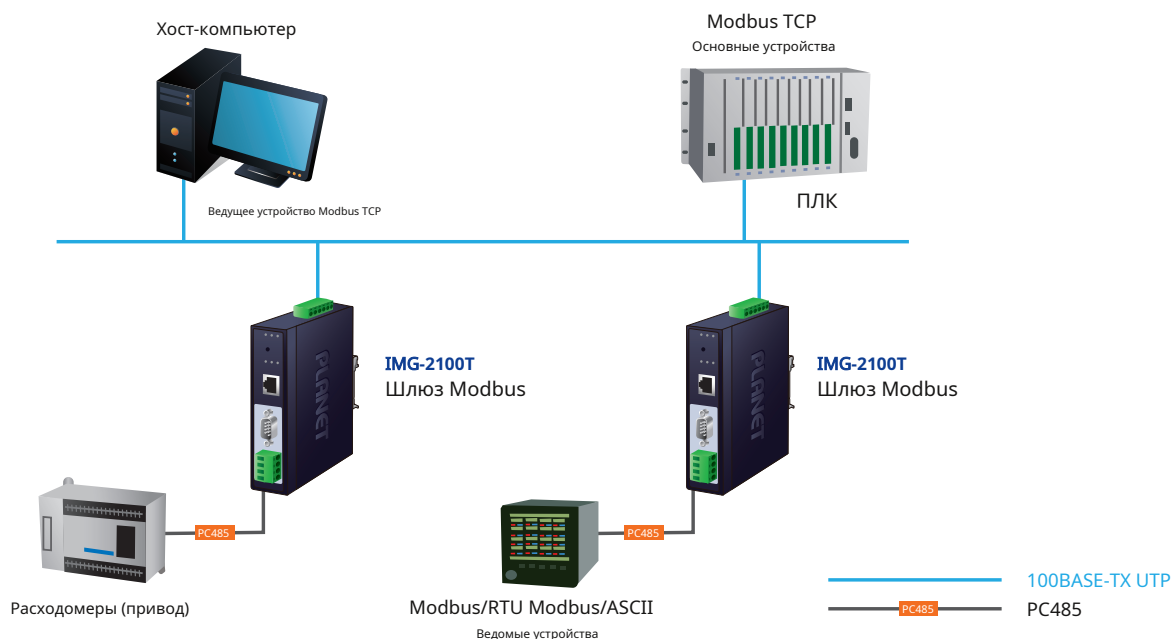 Хост-компьютер
Modbus TCP
Основные устройства
ПЛК
Ведущее устройство Modbus TCP
IMG-2100T
Шлюз Modbus
PLANET
IMG-2100T
Шлюз Modbus
PLANET
PC485
PC485
Расходомеры (привод)
Modbus/RTU Modbus/ASCII
Ведомые устройства
100BASE-TX UTP
PC485
PC485